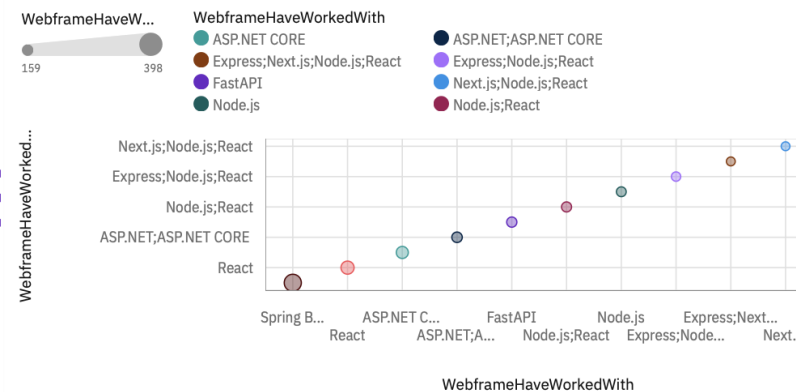 WebframeHaveW...
159
398
WebframeHaveWorkedWith
ASP.NET CORE
ASP.NET;ASP.NET CORE
Express;Next.js;Node.js;React
Express;Node.js;React
FastAPI
Next.js;Node.js;React
Node.js
Node.js;React
WebframeHaveWorked...
Next.js;Node.js;React
Express;Node.js;React
Node.js;React
ASP.NET;ASP.NET CORE
React
Spring B...
ASP.NET C...
FastAPI
Node.js
Express;Next...
React
ASP.NET;A...
Node.js;React
Express;Node...
Next.
WebframeHaveWorkedWith